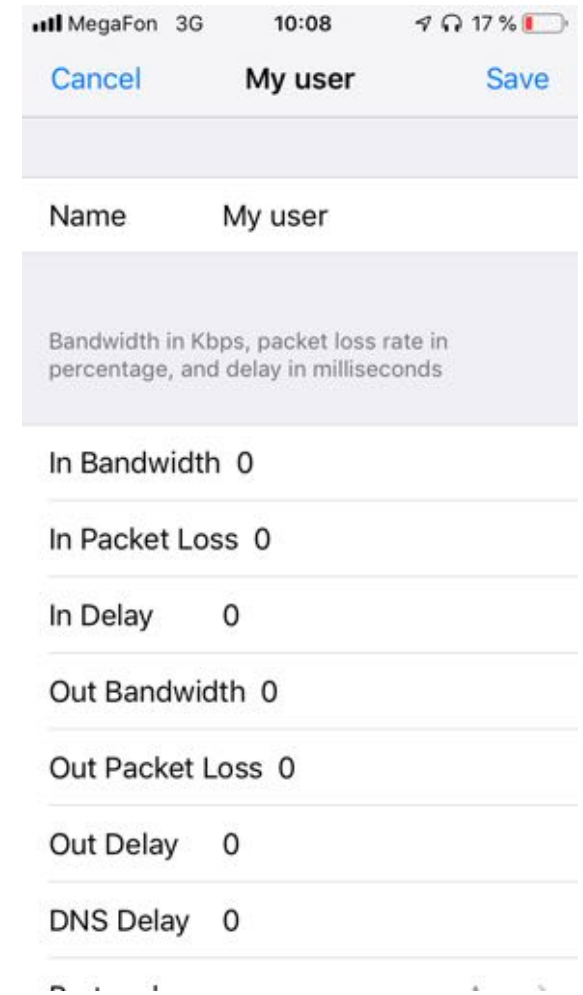 MegaFon 3G 10:08 17 %
Cancel My user Save
Name My user
Bandwidth in Kbps, packet loss rate in
percentage, and delay in milliseconds
In Bandwidth 0
In Packet Loss 0
In Delay 0
Out Bandwidth 0
Out Packet Loss 0
Out Delay 0
DNS Delay 0